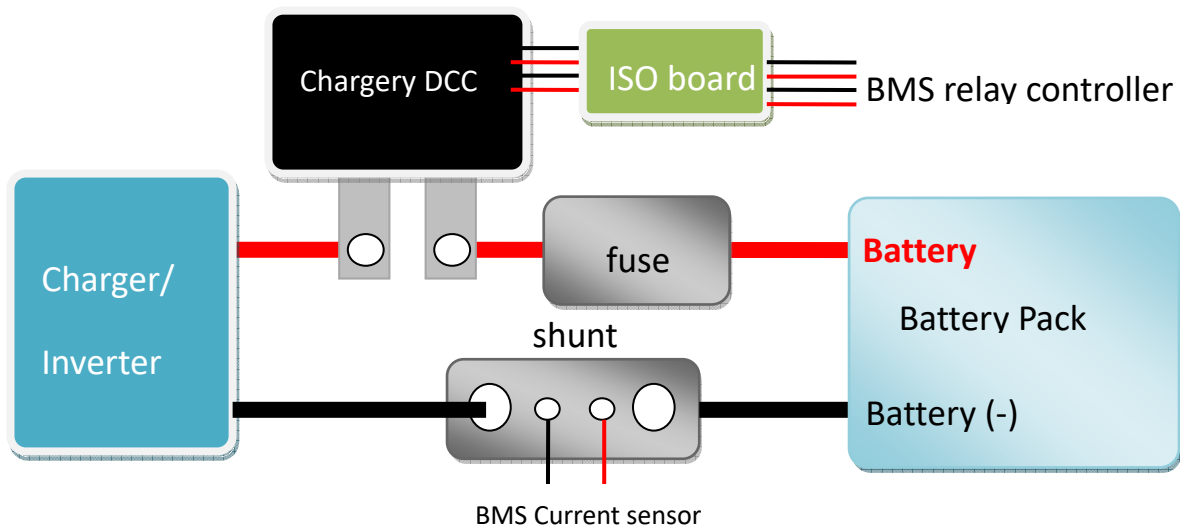 Chargery DCC
ISO board
BMS relay controller
Charger/
Inverter
fuse
Battery
Battery Pack
shunt
Battery (-)
BMS Current sensor